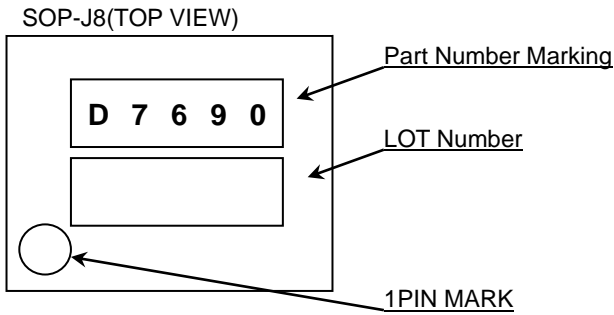 SOP-J8(TOP VIEW)
Part Number Marking
D 7 6 9 0
LOT Number
1PIN MARK